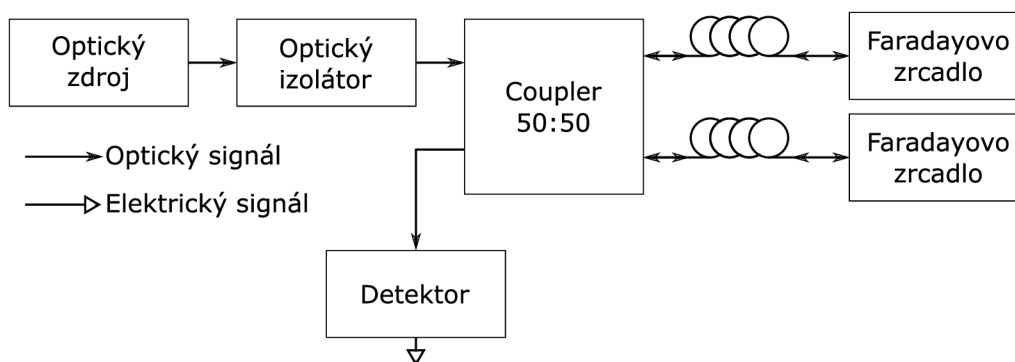 Optický
zdroj
Optický
izolátor
Coupler
50:50
Faradayovo
zrcadlo
Faradayovo
zrcadlo
Optický signál
Elektrický signál
Detektor